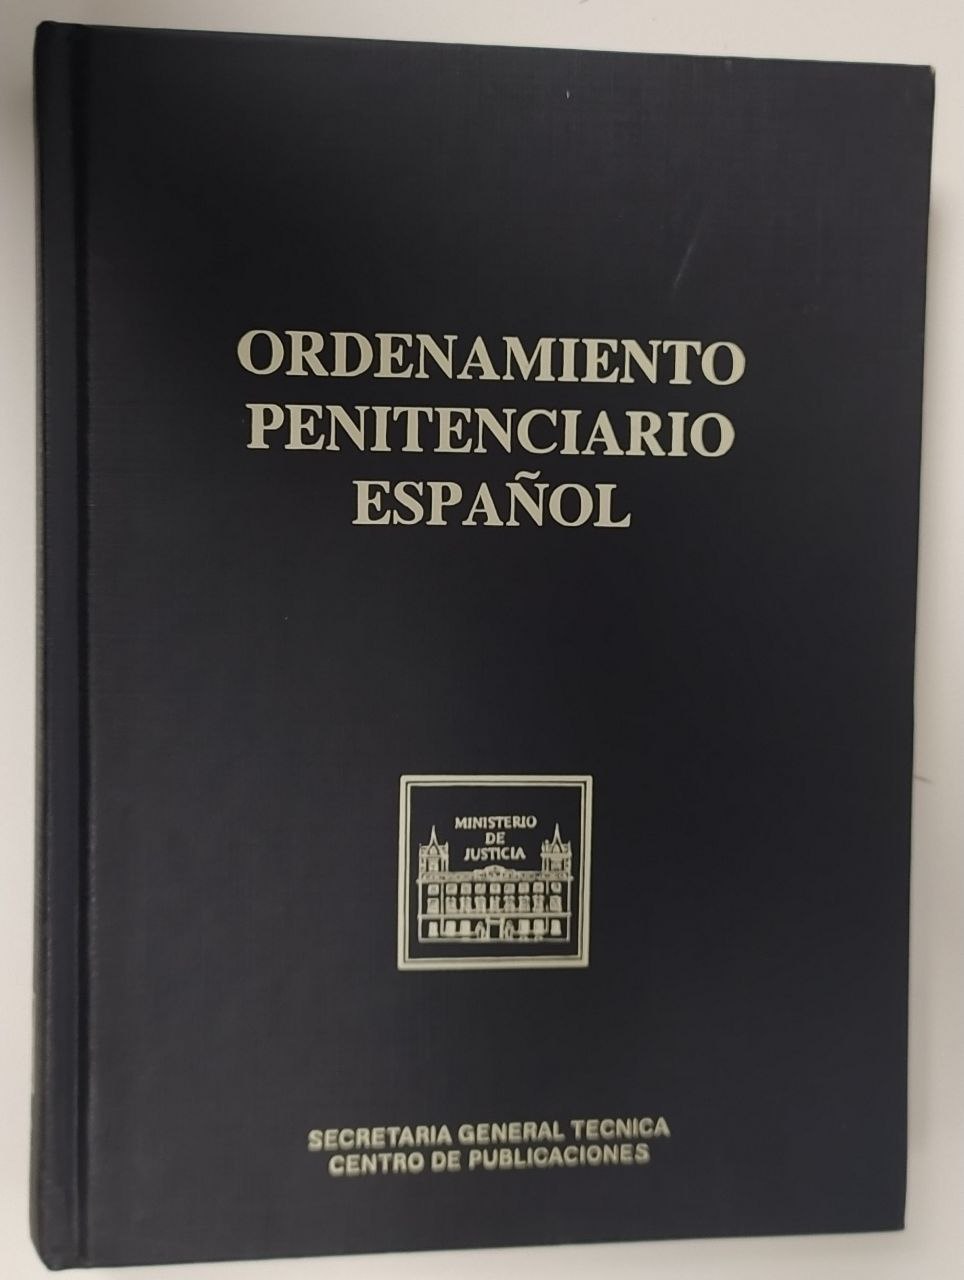 ORDENAMIENTO
PENITENCIARIO
ESPAÑOL
MINISTERIO
DE
JUSTICIA
SECRETARIA GENERAL TECNICA
CENTRO DE PUBLICACIONES